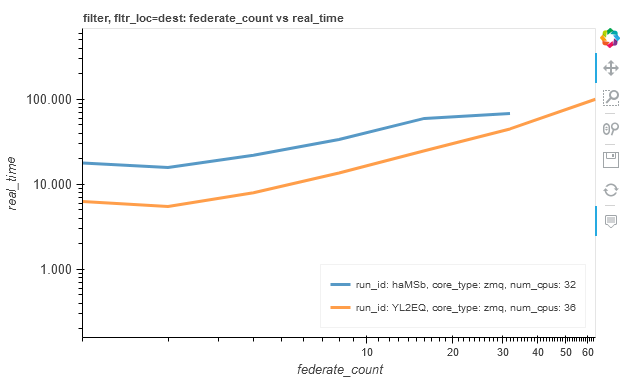 filter, fltr_loc=dest: federate_count vs real_time
100.000
10.000
1.000
real_time
run_id: haMSb, core_type: zmq, num_cpus: 32
run_id: YL2EQ, core_type: zmq, num_cpus: 36
10 20 30 40 50 60
federate_count